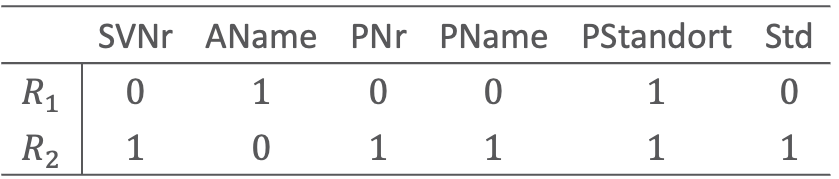 SVNr AName PNr PName PStandort Std
R₁ 0 1 0 0 1 0
R₂ 1 0 1 1 1 1